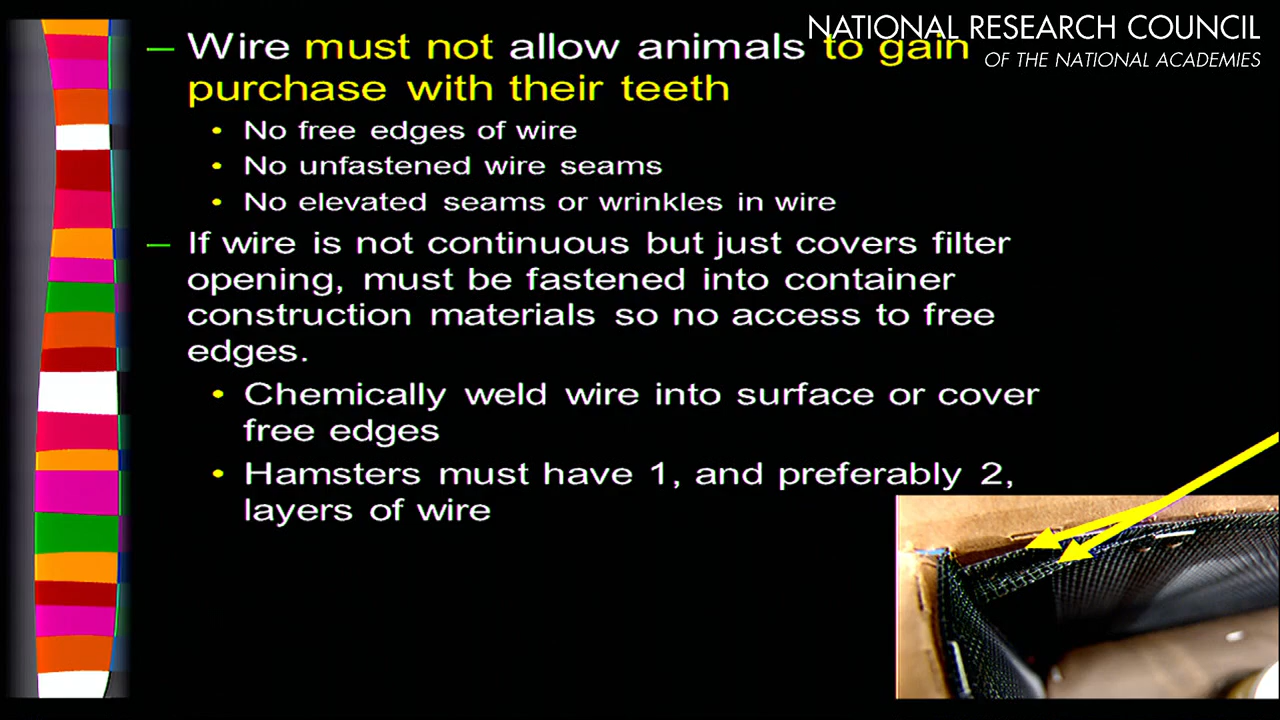 NATIONAL RESEARCH COUNCIL
OF THE NATIONAL ACADEMIES
– Wire must not allow animals to gain
purchase with their teeth
• No free edges of wire
• No unfastened wire seams
• No elevated seams or wrinkles in wire
– If wire is not continuous but just covers filter
opening, must be fastened into container
construction materials so no access to free
edges.
• Chemically weld wire into surface or cover
free edges
• Hamsters must have 1, and preferably 2,
layers of wire